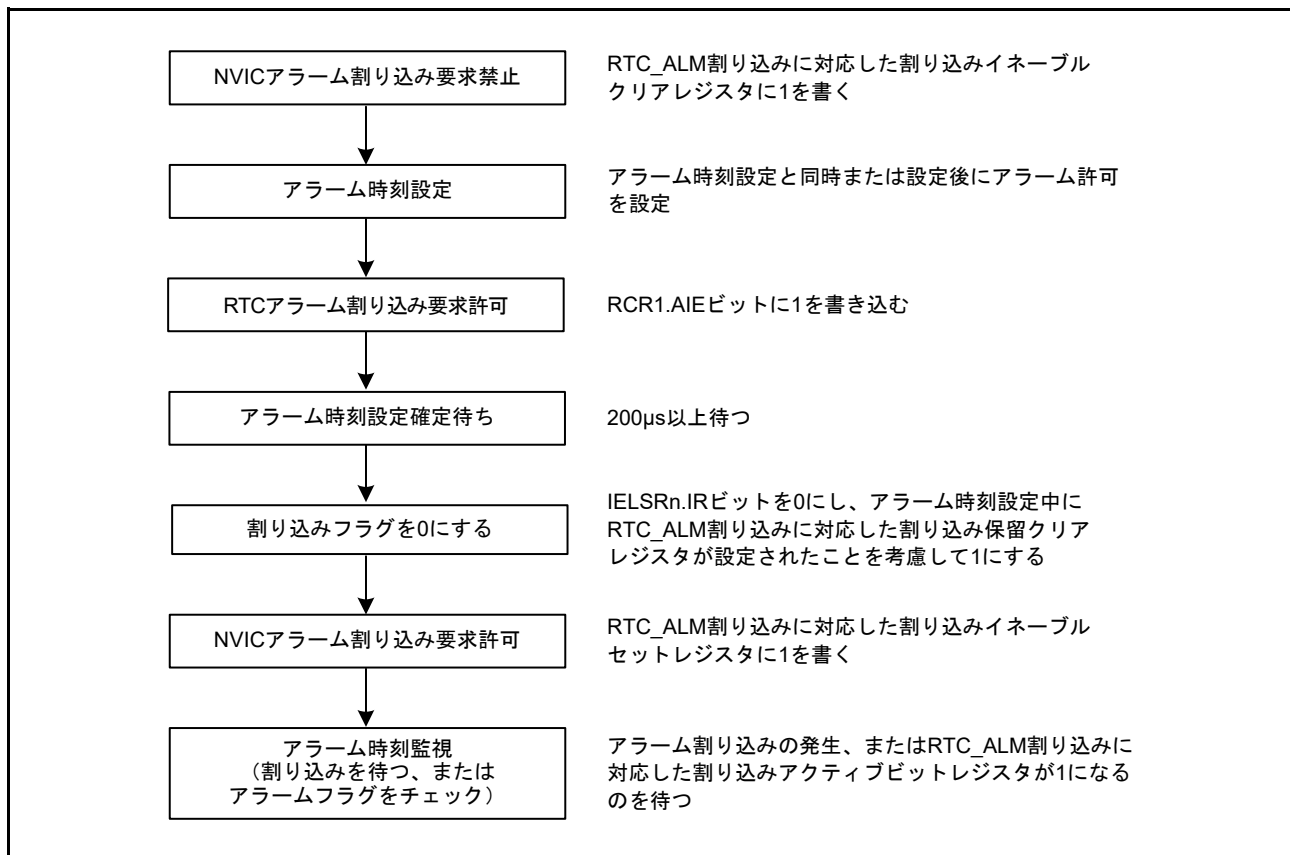 NVICアラーム割り込み要求禁止
RTC_ALM割り込みに対応した割り込みイネーブル
クリアレジスタに1を書く
アラーム時刻設定
アラーム時刻設定と同時または設定後にアラーム許可
を設定
RTCアラーム割り込み要求許可
RCR1.AIEビットに1を書き込む
アラーム時刻設定確定待ち
200µs以上待つ
割り込みフラグを0にする
IELSRn.IRビットを0にし、アラーム時刻設定中に
RTC_ALM割り込みに対応した割り込み保留クリア
レジスタが設定されたことを考慮して1にする
NVICアラーム割り込み要求許可
RTC_ALM割り込みに対応した割り込みイネーブル
セットレジスタに1を書く
アラーム時刻監視
（割り込みを待つ、または
アラームフラグをチェック）
アラーム割り込みの発生、またはRTC_ALM割り込みに
対応した割り込みアクティブビットレジスタが1になる
のを待つ